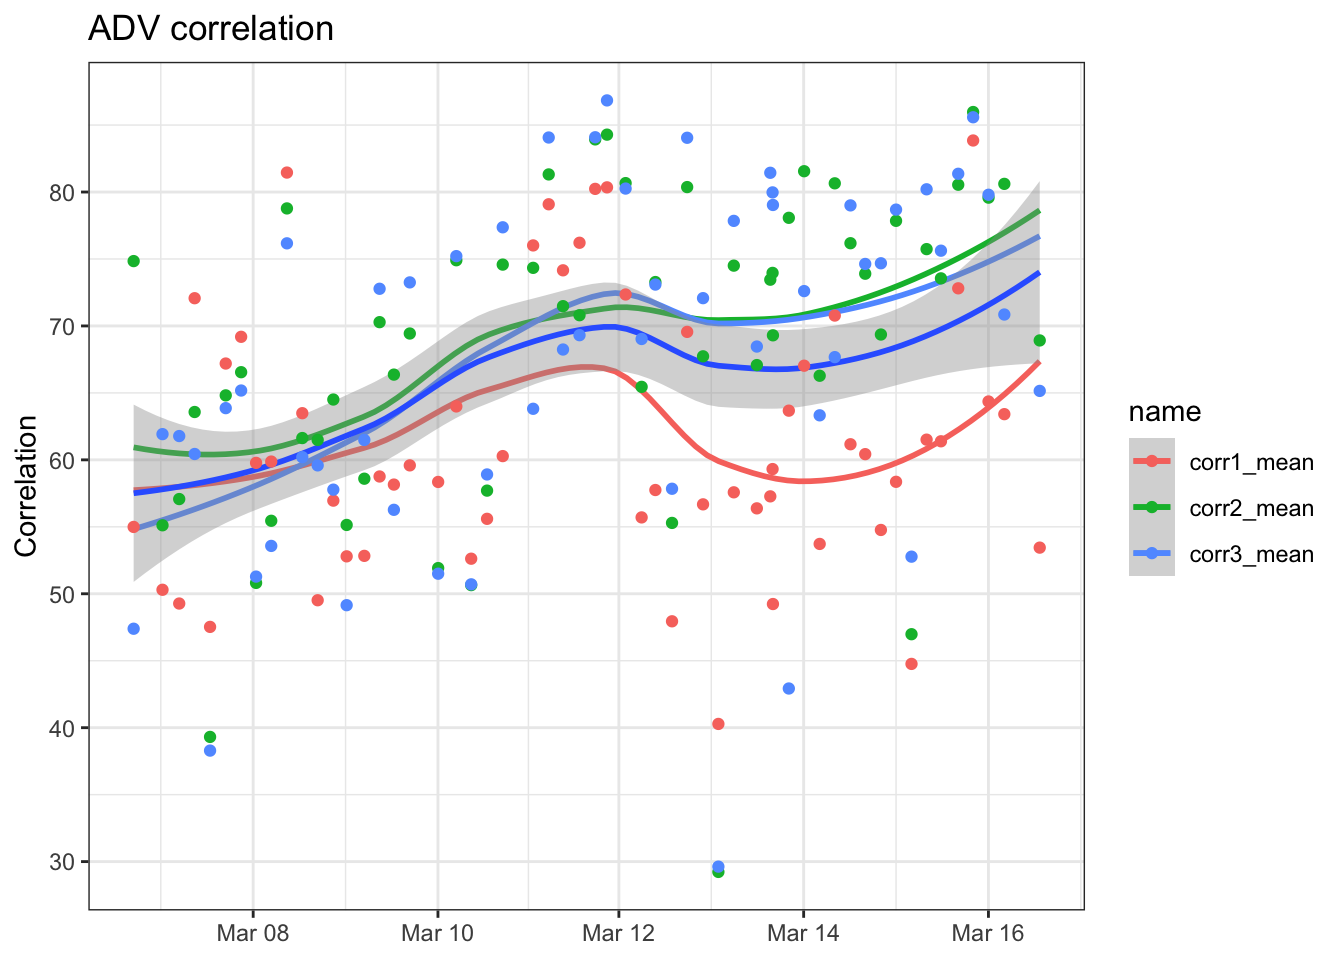 ADV correlation
Correlation
80
70
60
50
40
30
Mar 08
Mar 10
Mar 12
Mar 14
Mar 16
name
corr1_mean
corr2_mean
corr3_mean